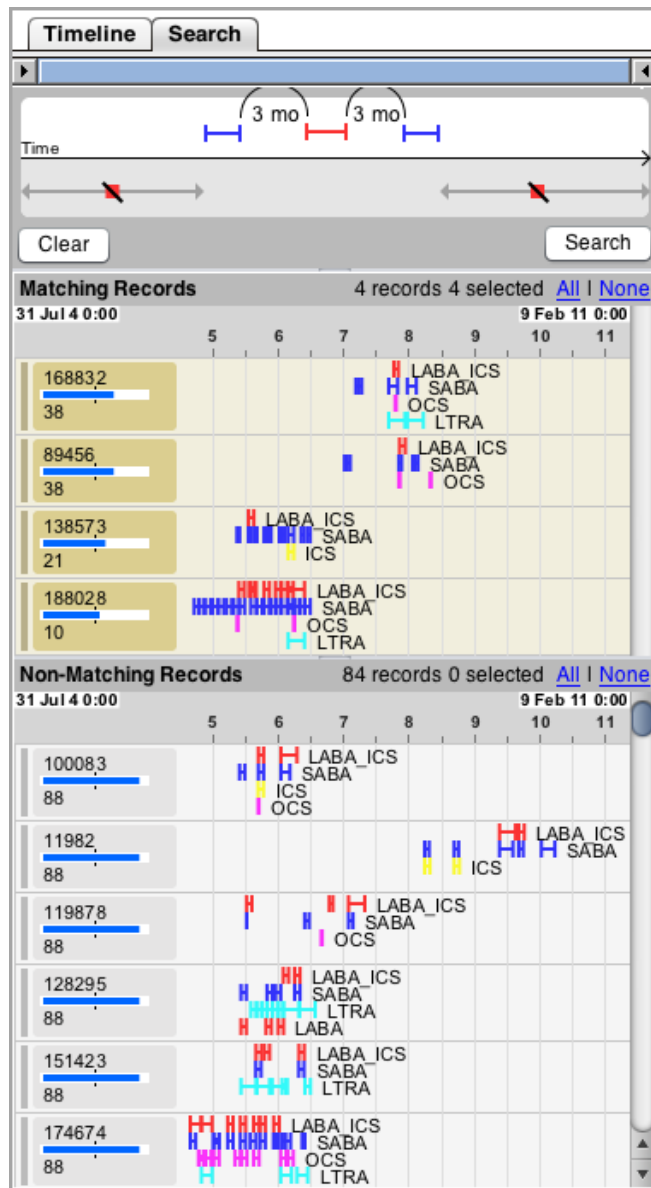 Timeline Search
3 mo 3 mo
Time
Clear Search
Matching Records 4 records 4 selected All | None
31 Jul 4 0:00 9 Feb 11 0:00
5 6 7 8 9 10 11
168832
38
LABA_ICS
SABA
OCS
LTRA
89456
38
LABA_ICS
SABA
OCS
138573
21
LABA_ICS
SABA
ICS
188028
10
LABA_ICS
SABA
OCS
LTRA
Non-Matching Records 84 records 0 selected All | None
31 Jul 4 0:00 9 Feb 11 0:00
5 6 7 8 9 10 11
100083
88
LABA_ICS
SABA
ICS
OCS
11982
88
LABA_ICS
SABA
ICS
119878
88
LABA_ICS
SABA
OCS
128295
88
LABA_ICS
SABA
LTRA
LABA
151423
88
LABA_ICS
SABA
LTRA
174674
88
LABA_ICS
SABA
OCS
LTRA